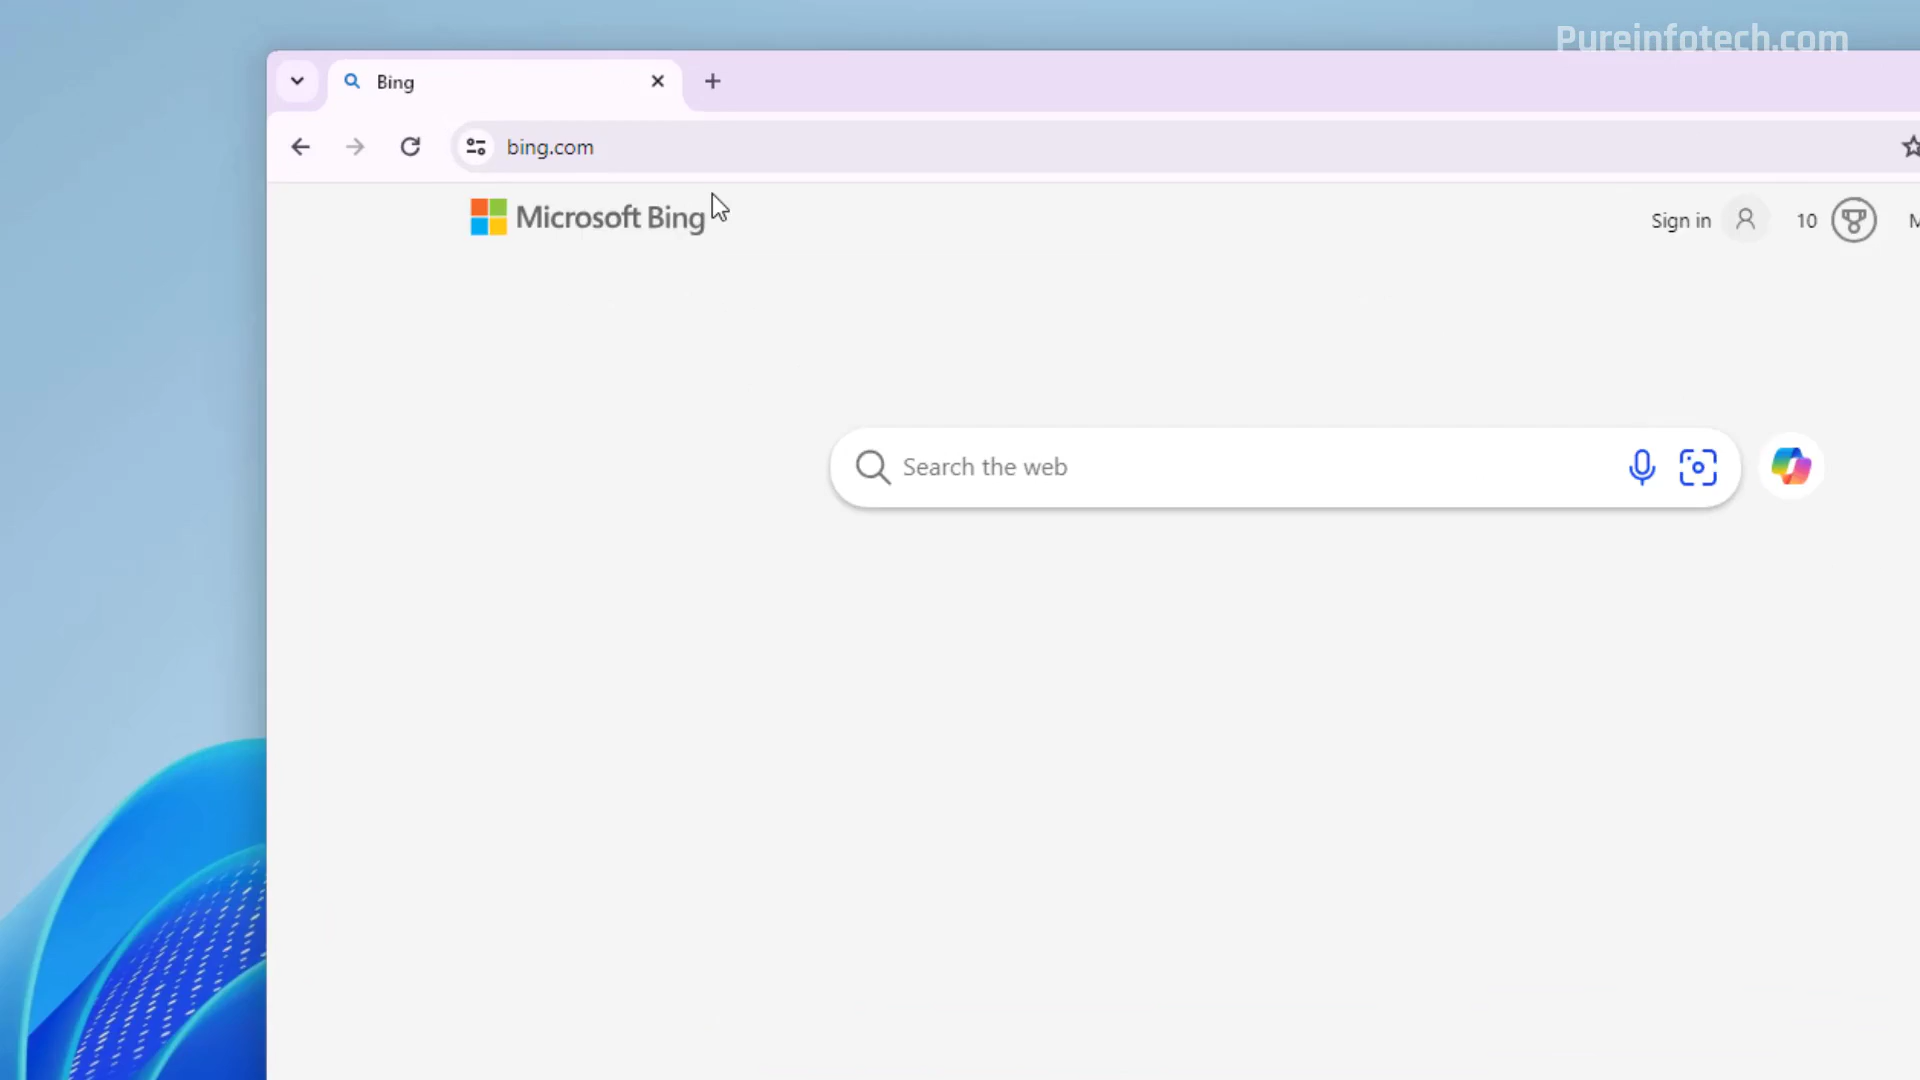 Pureinfotech.com
Bing
bing.com
Microsoft Bing
Sign in 10 M
Search the web